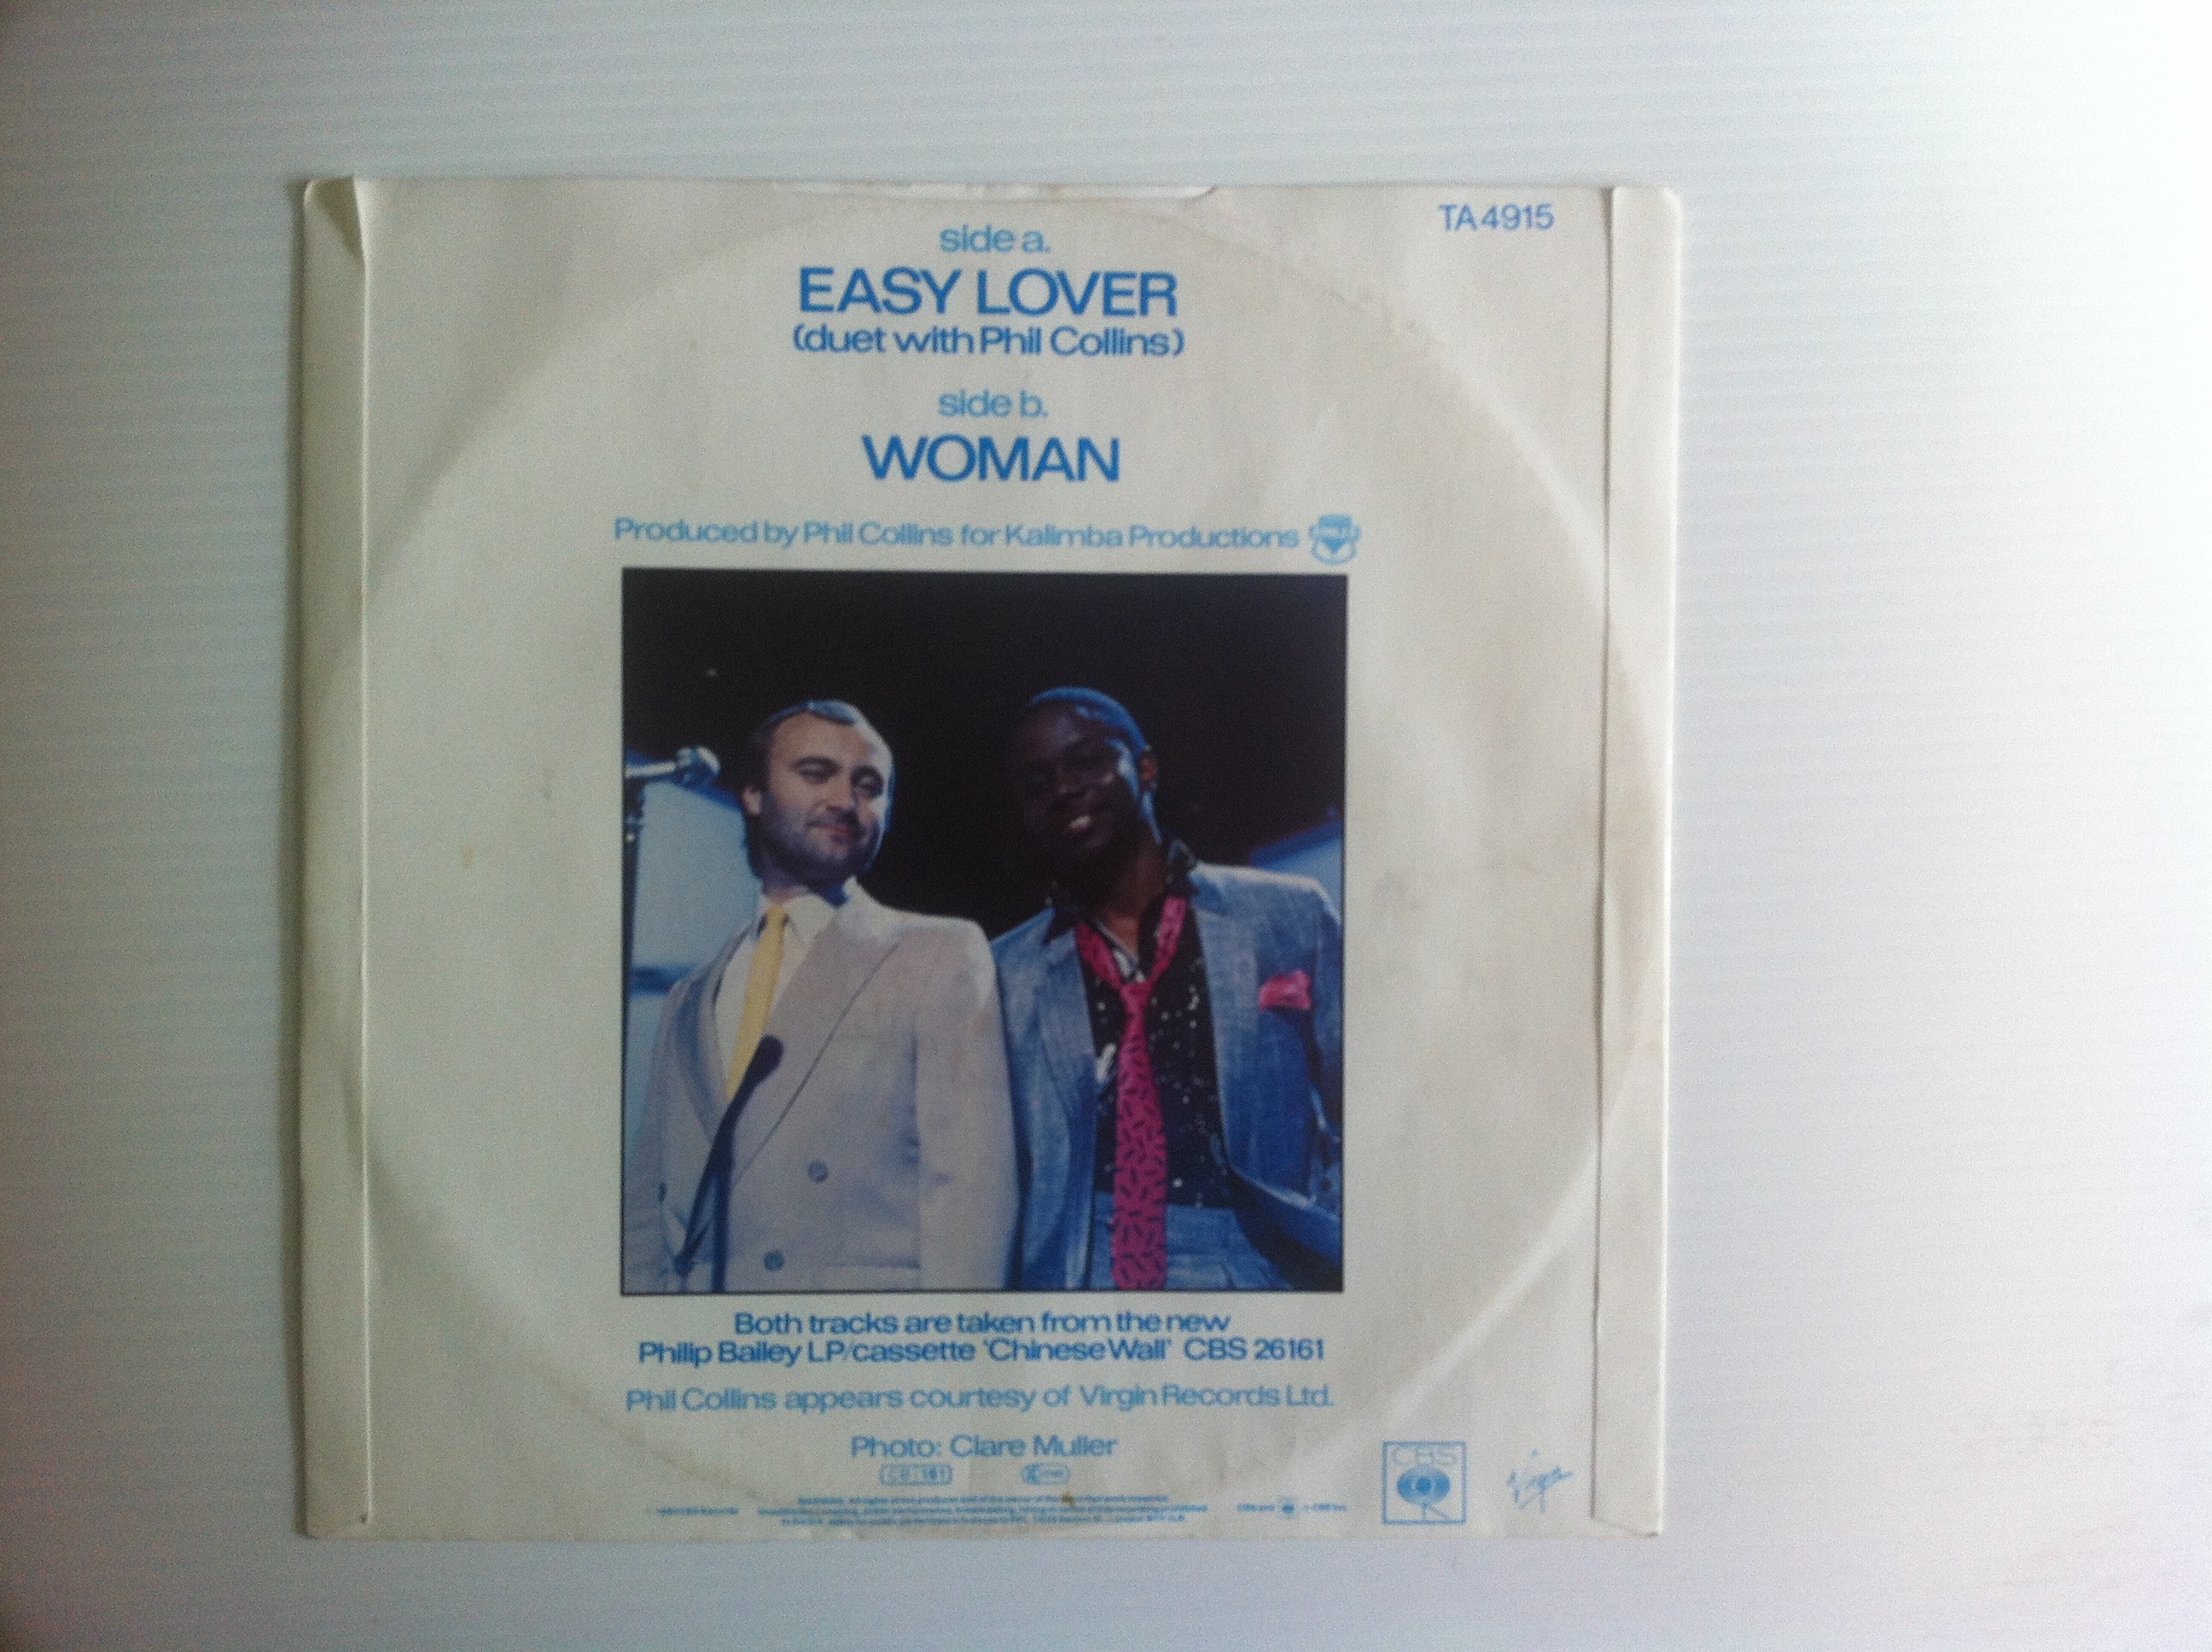 TA 4915
side a.
EASY LOVER
(duet with Phil Collins)
side b.
WOMAN
Produced by Phil Collins for Kalimba Productions
Both tracks are taken from the new
Philip Bailey LP/cassette 'Chinese Wall' CBS 26161
Phil Collins appears courtesy of Virgin Records Ltd.
Photo: Clare Muller
CBS
Virgin